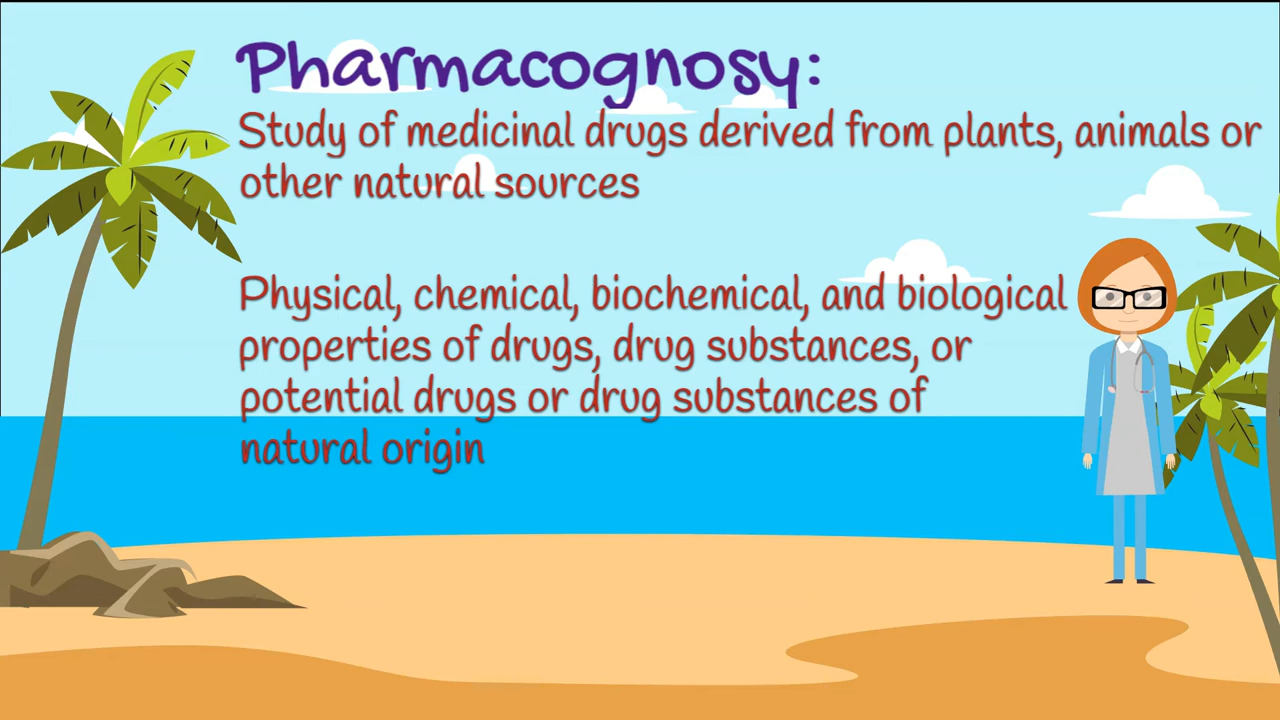 Pharmacognosy:
Study of medicinal drugs derived from plants, animals or
other natural sources
Physical, chemical, biochemical, and biological
properties of drugs, drug substances, or
potential drugs or drug substances of
natural origin